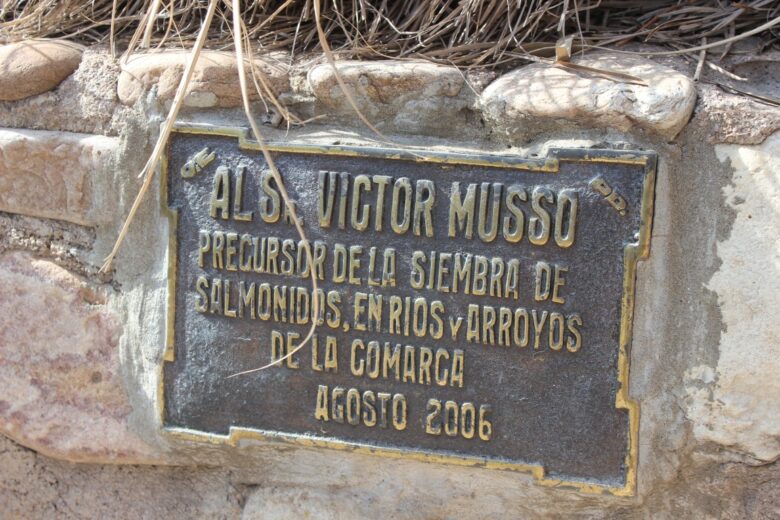 AL Sr. VICTOR MUSSO
PRECURSOR DE LA SIEMBRA DE
SALMONIDOS, EN RIOS Y ARROYOS
DE LA COMARCA
AGOSTO 2006